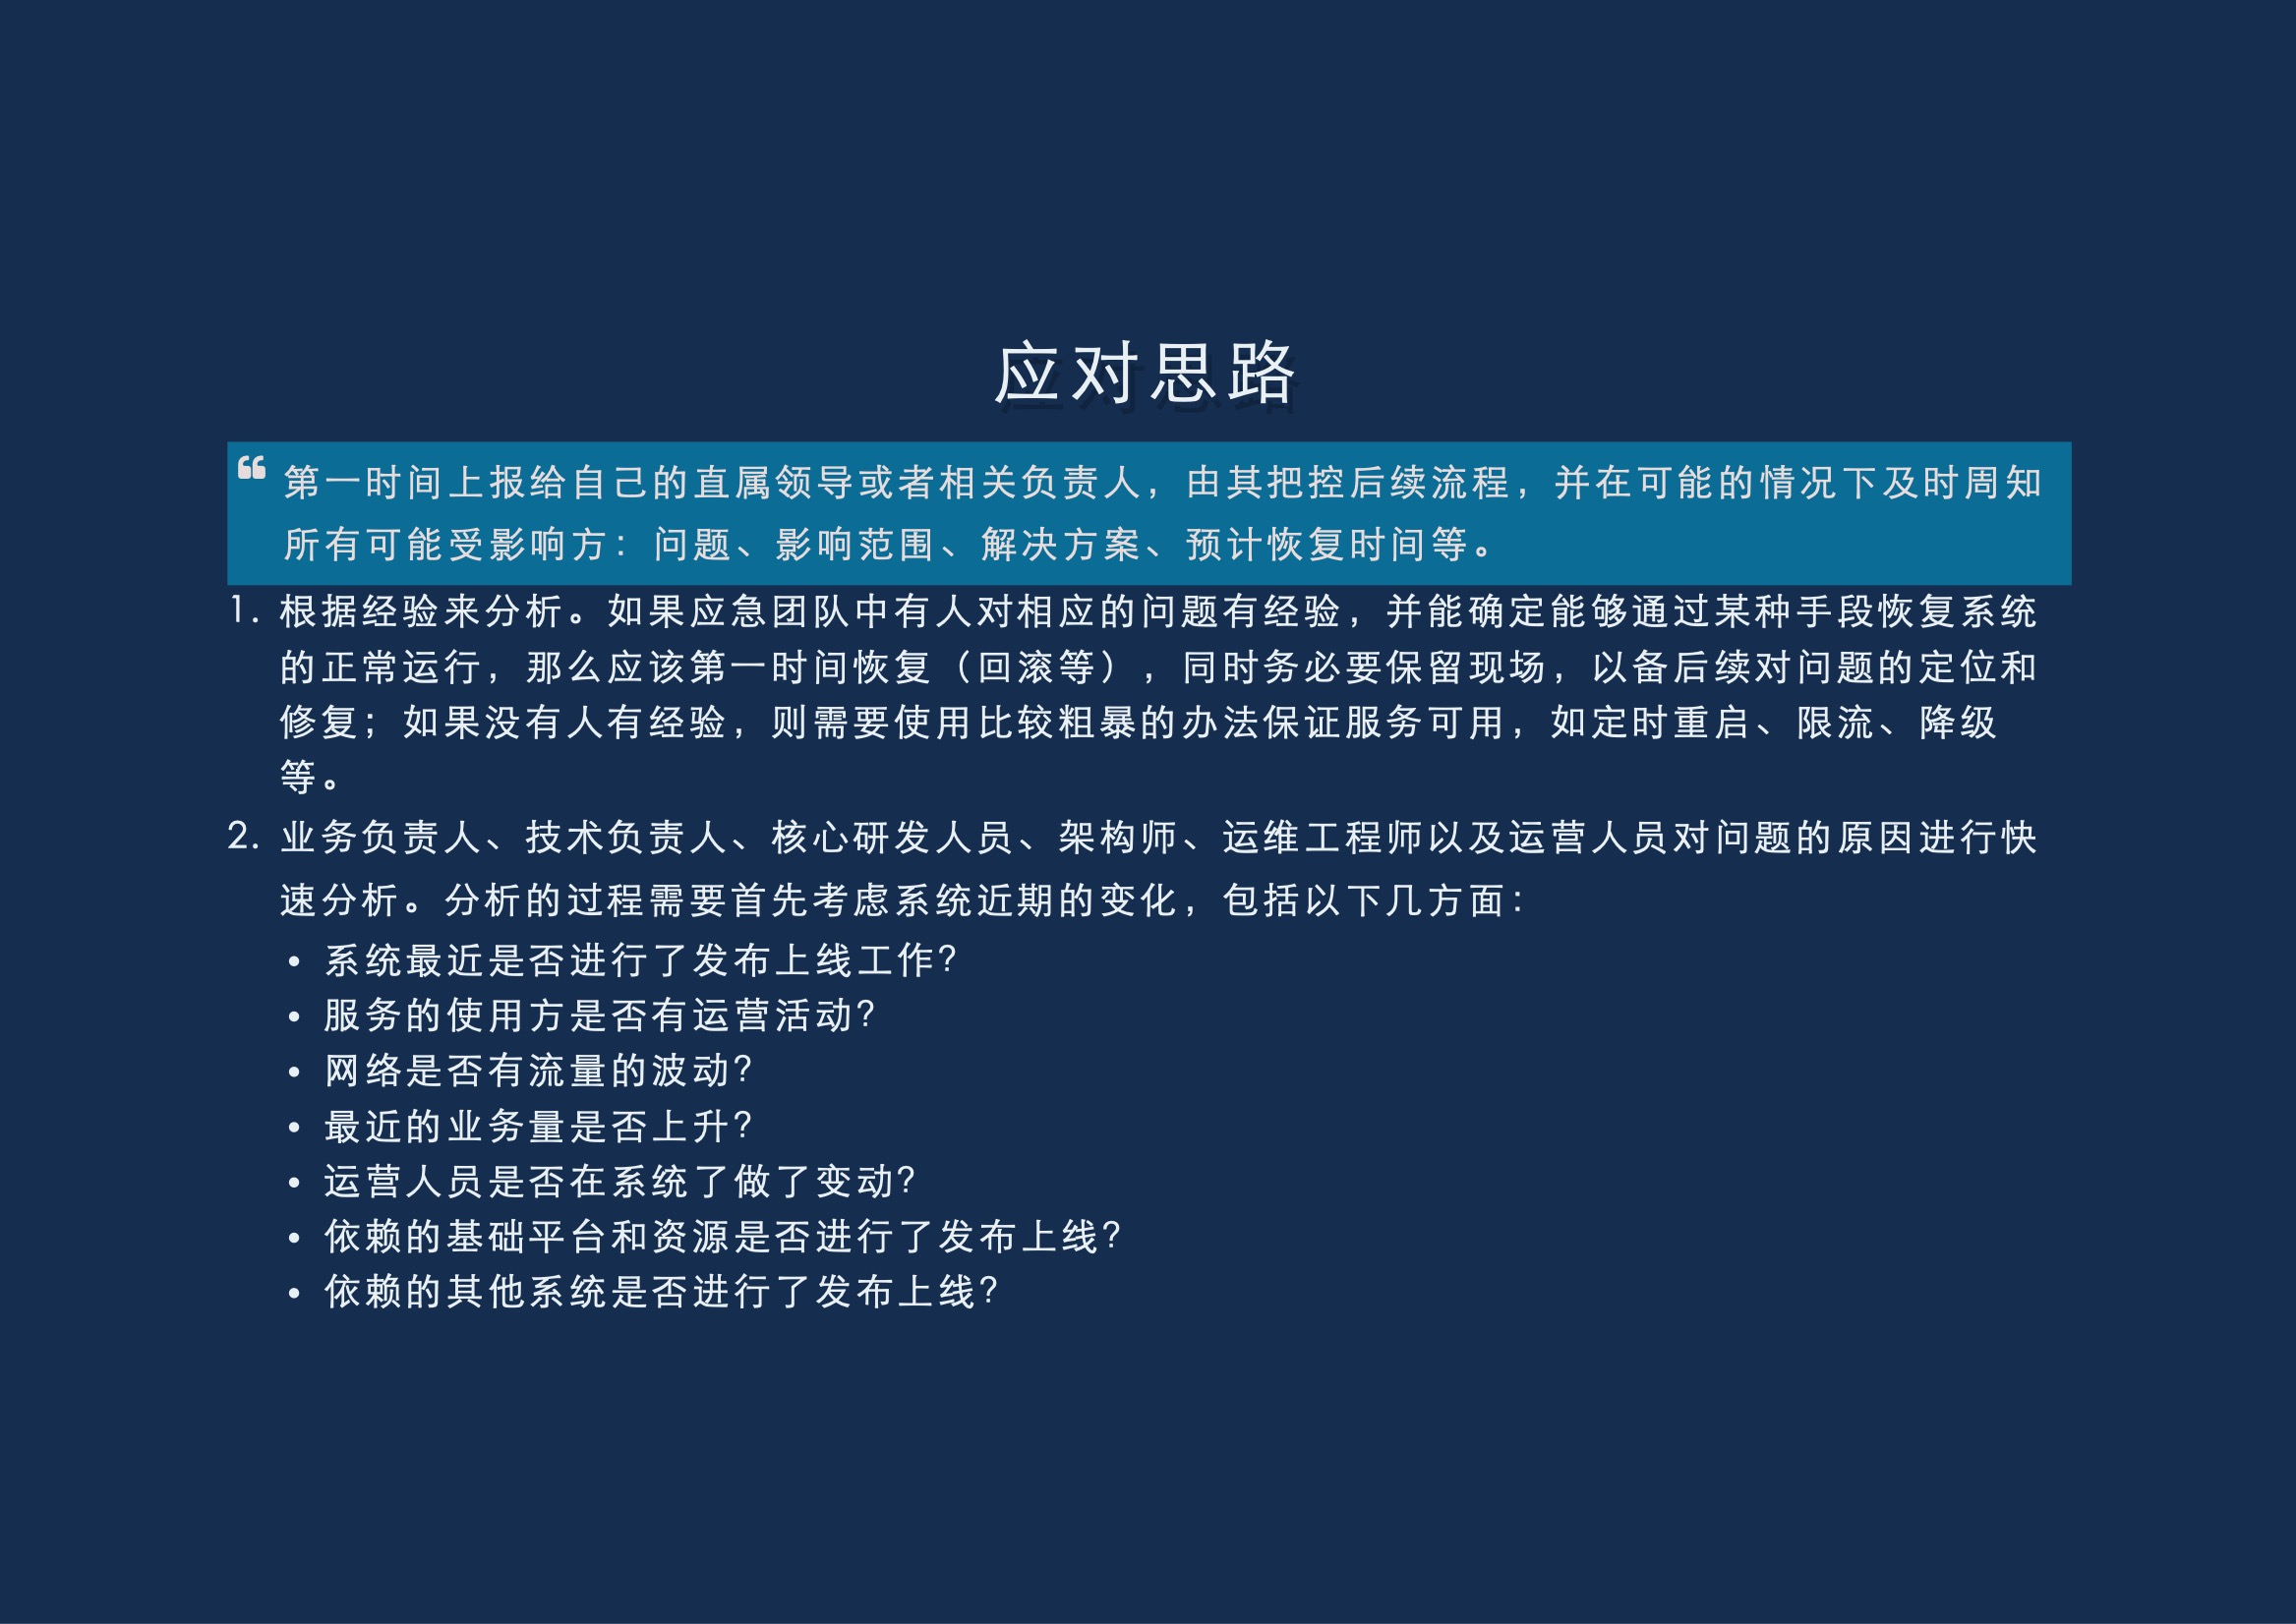 应对思路
❝ 第一时间上报给自己的直属领导或者相关负责人，由其把控后续流程，并在可能的情况下及时周知
所有可能受影响方：问题、影响范围、解决方案、预计恢复时间等。
1. 根据经验来分析。如果应急团队中有人对相应的问题有经验，并能确定能够通过某种手段恢复系统
的正常运行，那么应该第一时间恢复（回滚等），同时务必要保留现场，以备后续对问题的定位和
修复；如果没有人有经验，则需要使用比较粗暴的办法保证服务可用，如定时重启、限流、降级
等。
2. 业务负责人、技术负责人、核心研发人员、架构师、运维工程师以及运营人员对问题的原因进行快
速分析。分析的过程需要首先考虑系统近期的变化，包括以下几方面：
• 系统最近是否进行了发布上线工作？
• 服务的使用方是否有运营活动？
• 网络是否有流量的波动？
• 最近的业务量是否上升？
• 运营人员是否在系统了做了变动？
• 依赖的基础平台和资源是否进行了发布上线？
• 依赖的其他系统是否进行了发布上线？